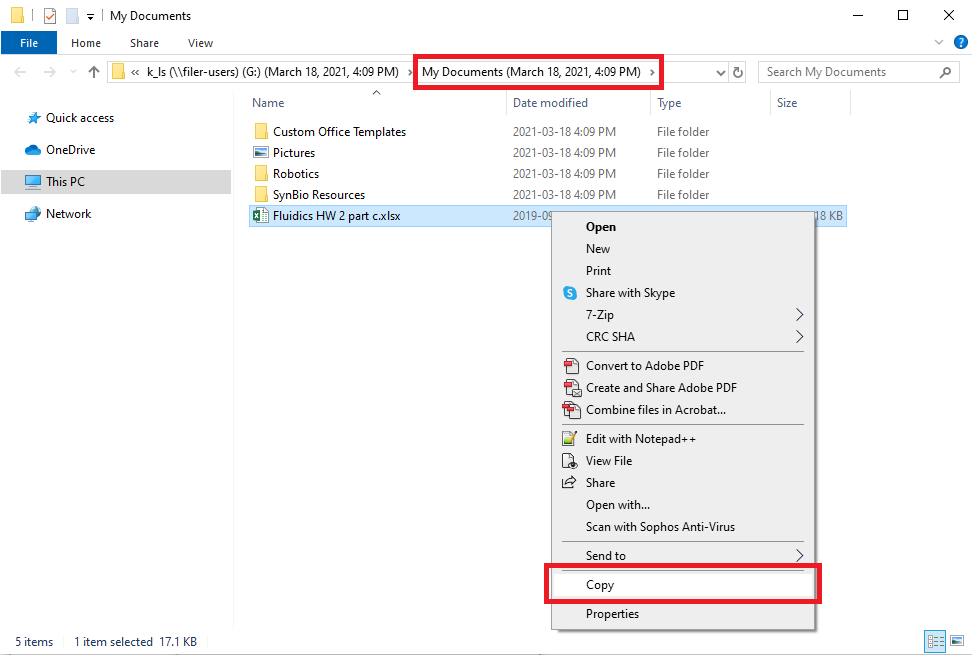 My Documents
File Home Share View
« k_ls (\\filer-users) (G:) (March 18, 2021, 4:09 PM) My Documents (March 18, 2021, 4:09 PM) Search My Documents
Name Date modified Type Size
Quick access
OneDrive
This PC
Network
Custom Office Templates 2021-03-18 4:09 PM File folder
Pictures 2021-03-18 4:09 PM File folder
Robotics 2021-03-18 4:09 PM File folder
SynBio Resources 2021-03-18 4:09 PM File folder
Fluidics HW 2 part c.xlsx 2019-09 18 KB
Open
New
Print
Share with Skype
7-Zip
CRC SHA
Convert to Adobe PDF
Create and Share Adobe PDF
Combine files in Acrobat...
Edit with Notepad++
View File
Share
Open with...
Scan with Sophos Anti-Virus
Send to
Copy
Properties
5 items 1 item selected 17.1 KB